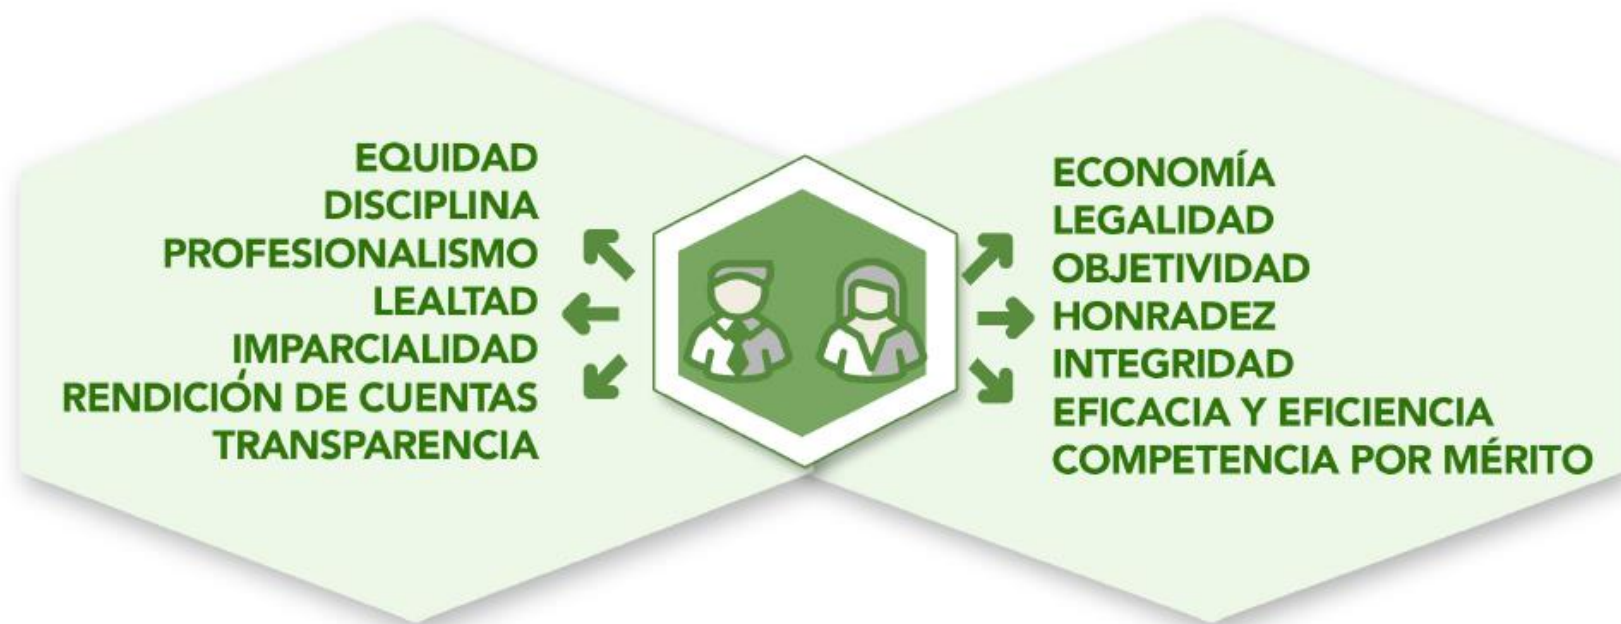 EQUIDAD
DISCIPLINA
PROFESIONALISMO
LEALTAD
IMPARCIALIDAD
RENDICIÓN DE CUENTAS
TRANSPARENCIA
ECONOMÍA
LEGALIDAD
OBJETIVIDAD
HONRADEZ
INTEGRIDAD
EFICACIA Y EFICIENCIA
COMPETENCIA POR MÉRITO